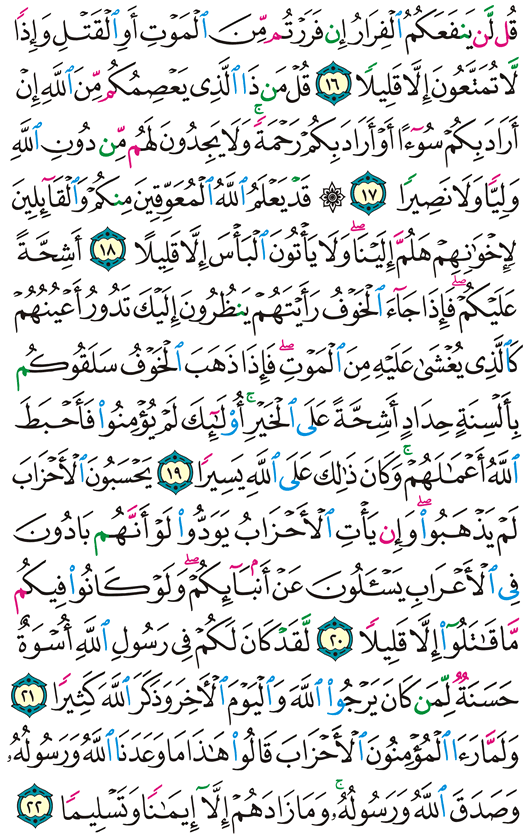 قُل لَّن يَنفَعَكُمُ ٱلۡفِرَارُ إِن فَرَرۡتُم مِّنَ ٱلۡمَوۡتِ أَوِ ٱلۡقَتۡلِ وَإِذٗا
لَّا تُمَتَّعُونَ إِلَّا قَلِيلٗا ١٦ قُلۡ مَن ذَا ٱلَّذِي يَعۡصِمُكُم مِّنَ ٱللَّهِ إِنۡ
أَرَادَ بِكُمۡ سُوٓءًا أَوۡ أَرَادَ بِكُمۡ رَحۡمَةٗۚ وَلَا يَجِدُونَ لَهُم مِّن دُونِ ٱللَّهِ
وَلِيّٗا وَلَا نَصِيرٗا ١٧ ۞ قَدۡ يَعۡلَمُ ٱللَّهُ ٱلۡمُعَوِّقِينَ مِنكُمۡ وَٱلۡقَآئِلِينَ
لِإِخۡوَٰنِهِمۡ هَلُمَّ إِلَيۡنَاۖ وَلَا يَأۡتُونَ ٱلۡبَأۡسَ إِلَّا قَلِيلًا ١٨ أَشِحَّةً
عَلَيۡكُمۡۖ فَإِذَا جَآءَ ٱلۡخَوۡفُ رَأَيۡتَهُمۡ يَنظُرُونَ إِلَيۡكَ تَدُورُ أَعۡيُنُهُمۡ
كَٱلَّذِي يُغۡشَىٰ عَلَيۡهِ مِنَ ٱلۡمَوۡتِۖ فَإِذَا ذَهَبَ ٱلۡخَوۡفُ سَلَقُوكُم
بِأَلۡسِنَةٍ حِدَادٍ أَشِحَّةً عَلَى ٱلۡخَيۡرِۚ أُوْلَٰٓئِكَ لَمۡ يُؤۡمِنُواْ فَأَحۡبَطَ
ٱللَّهُ أَعۡمَٰلَهُمۡۚ وَكَانَ ذَٰلِكَ عَلَى ٱللَّهِ يَسِيرٗا ١٩ يَحۡسَبُونَ ٱلۡأَحۡزَابَ
لَمۡ يَذۡهَبُواْۖ وَإِن يَأۡتِ ٱلۡأَحۡزَابُ يَوَدُّواْ لَوۡ أَنَّهُم بَادُونَ
فِي ٱلۡأَعۡرَابِ يَسۡـَٔلُونَ عَنۡ أَنۢبَآئِكُمۡۖ وَلَوۡ كَانُواْ فِيكُم
مَّا قَٰتَلُوٓاْ إِلَّا قَلِيلٗا ٢٠ لَّقَدۡ كَانَ لَكُمۡ فِي رَسُولِ ٱللَّهِ أُسۡوَةٌ
حَسَنَةٞ لِّمَن كَانَ يَرۡجُواْ ٱللَّهَ وَٱلۡيَوۡمَ ٱلۡأٓخِرَ وَذَكَرَ ٱللَّهَ كَثِيرٗا ٢١
وَلَمَّا رَءَا ٱلۡمُؤۡمِنُونَ ٱلۡأَحۡزَابَ قَالُواْ هَٰذَا مَا وَعَدَنَا ٱللَّهُ وَرَسُولُهُۥ
وَصَدَقَ ٱللَّهُ وَرَسُولُهُۥۚ وَمَا زَادَهُمۡ إِلَّآ إِيمَٰنٗا وَتَسۡلِيمٗا ٢٢